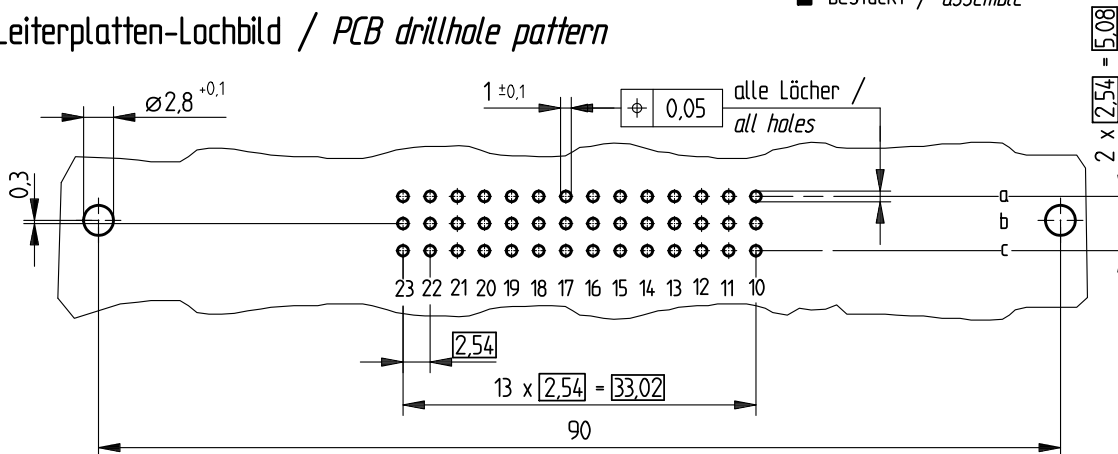 bestückt / assemble
Leiterplatten-Lochbild / PCB drillhole pattern
2 x 2,54 = 5,08
⌀2,8 +0,1
1 ±0,1
⌖ 0,05
alle Löcher /
all holes
0,3
a
b
c
23 22 21 20 19 18 17 16 15 14 13 12 11 10
2,54
13 x 2,54 = 33,02
90